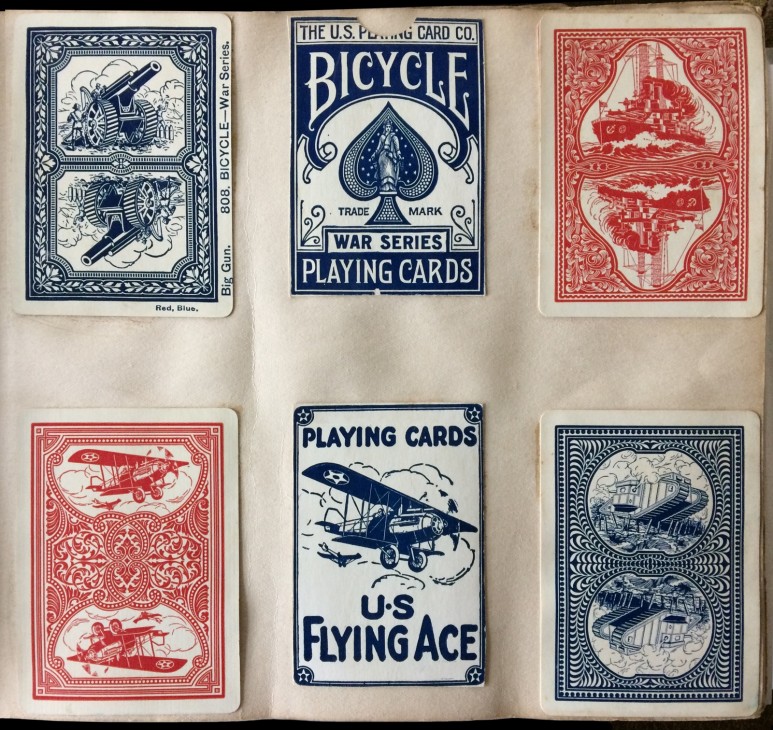 808. BICYCLE—War Series.
Big Gun.
Red, Blue.
THE U.S. PLAYING CARD CO.
BICYCLE
TRADE MARK
WAR SERIES
PLAYING CARDS
PLAYING CARDS
U·S
FLYING ACE